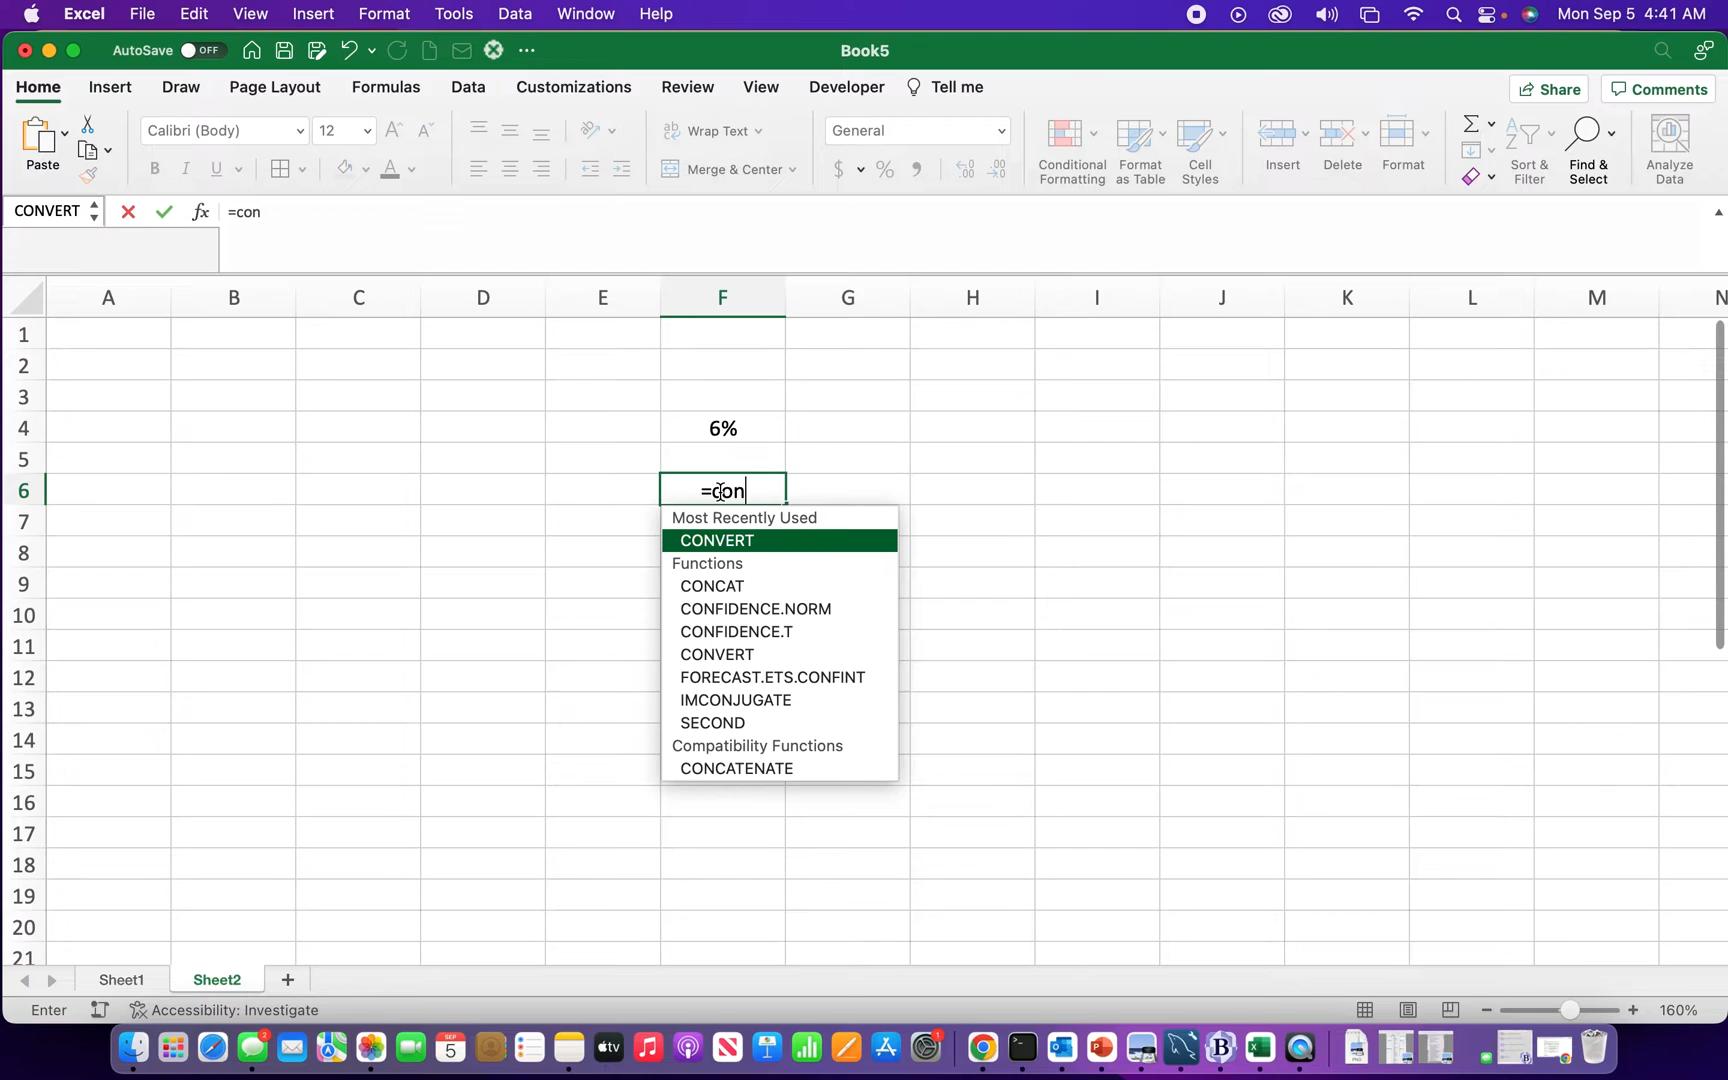 Excel File Edit View Insert Format Tools Data Window Help Mon Sep 5 4:41 AM
AutoSave OFF Book5
Home Insert Draw Page Layout Formulas Data Customizations Review View Developer Tell me Share Comments
Paste Calibri (Body) 12 Wrap Text General
B I U Merge & Center $ % Conditional Formatting Format as Table Cell Styles Insert Delete Format Sort & Filter Find & Select Analyze Data
CONVERT fx =con
A B C D E F G H I J K L M N
1
2
3
4 6%
5
6 =con
Most Recently Used
CONVERT
Functions
CONCAT
CONFIDENCE.NORM
CONFIDENCE.T
CONVERT
FORECAST.ETS.CONFINT
IMCONJUGATE
SECOND
Compatibility Functions
CONCATENATE
7
8
9
10
11
12
13
14
15
16
17
18
19
20
21
Sheet1 Sheet2 +
Enter Accessibility: Investigate 160%
2 SEP 5 tv 1